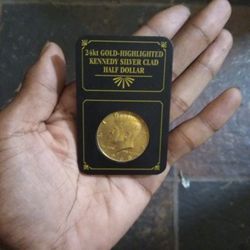 24kt GOLD-HIGHLIGHTED
KENNEDY SILVER CLAD
HALF DOLLAR